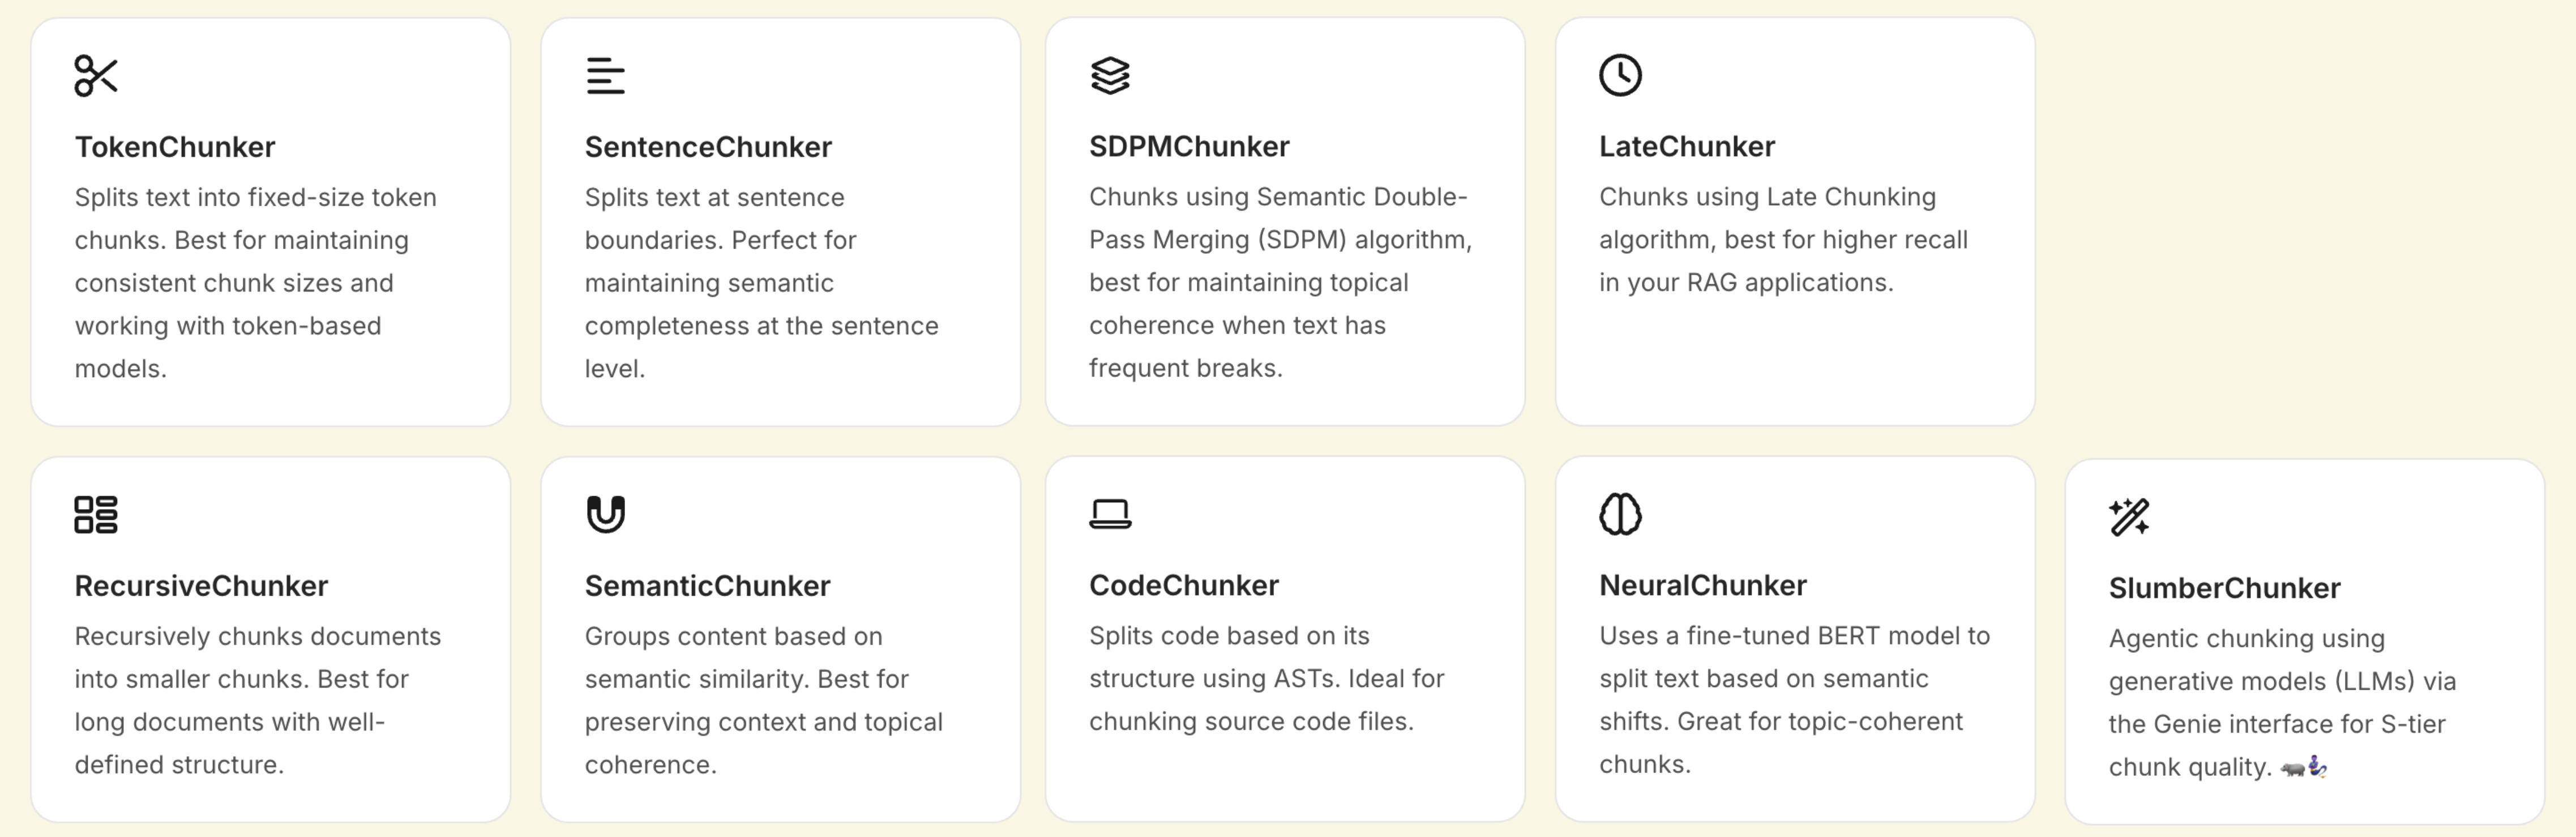 TokenChunker
Splits text into fixed-size token
chunks. Best for maintaining
consistent chunk sizes and
working with token-based
models.
SentenceChunker
Splits text at sentence
boundaries. Perfect for
maintaining semantic
completeness at the sentence
level.
SDPMChunker
Chunks using Semantic Double-
Pass Merging (SDPM) algorithm,
best for maintaining topical
coherence when text has
frequent breaks.
LateChunker
Chunks using Late Chunking
algorithm, best for higher recall
in your RAG applications.
RecursiveChunker
Recursively chunks documents
into smaller chunks. Best for
long documents with well-
defined structure.
SemanticChunker
Groups content based on
semantic similarity. Best for
preserving context and topical
coherence.
CodeChunker
Splits code based on its
structure using ASTs. Ideal for
chunking source code files.
NeuralChunker
Uses a fine-tuned BERT model to
split text based on semantic
shifts. Great for topic-coherent
chunks.
SlumberChunker
Agentic chunking using
generative models (LLMs) via
the Genie interface for S-tier
chunk quality. 🦛🧞